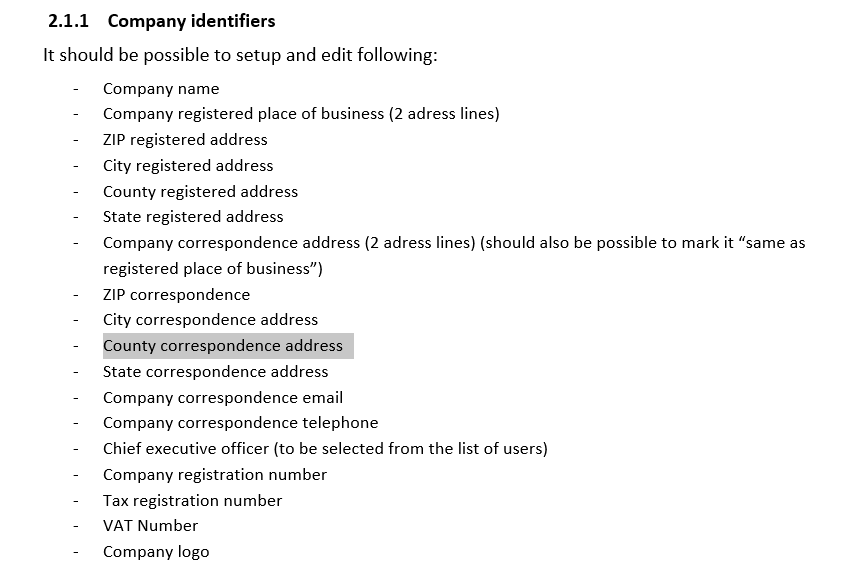 2.1.1 Company identifiers
It should be possible to setup and edit following:
- Company name
- Company registered place of business (2 adress lines)
- ZIP registered address
- City registered address
- County registered address
- State registered address
- Company correspondence address (2 adress lines) (should also be possible to mark it “same as
registered place of business”)
- ZIP correspondence
- City correspondence address
- County correspondence address
- State correspondence address
- Company correspondence email
- Company correspondence telephone
- Chief executive officer (to be selected from the list of users)
- Company registration number
- Tax registration number
- VAT Number
- Company logo